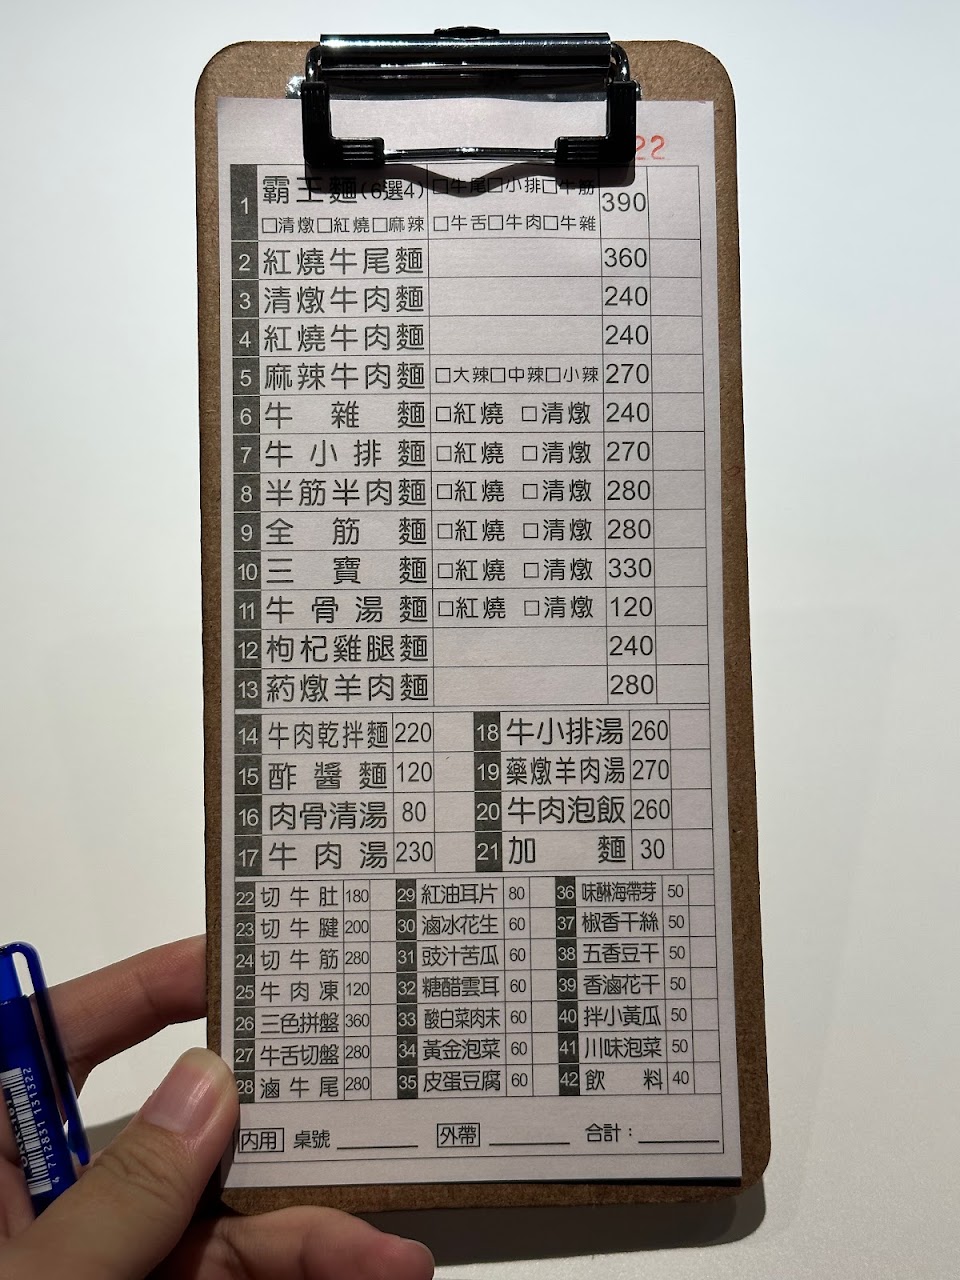 22
1 霸王麵(6選4) □牛尾□小排□牛筋 390
□清燉□紅燒□麻辣 □牛舌□牛肉□牛雜
2 紅燒牛尾麵 360
3 清燉牛肉麵 240
4 紅燒牛肉麵 240
5 麻辣牛肉麵 □大辣□中辣□小辣 270
6 牛雜麵 □紅燒 □清燉 240
7 牛小排麵 □紅燒 □清燉 270
8 半筋半肉麵 □紅燒 □清燉 280
9 全筋麵 □紅燒 □清燉 280
10 三寶麵 □紅燒 □清燉 330
11 牛骨湯麵 □紅燒 □清燉 120
12 枸杞雞腿麵 240
13 葯燉羊肉麵 280
14 牛肉乾拌麵 220 18 牛小排湯 260
15 酢醬麵 120 19 藥燉羊肉湯 270
16 肉骨清湯 80 20 牛肉泡飯 260
17 牛肉湯 230 21 加麵 30
22 切牛肚 180 29 紅油耳片 80 36 味醂海帶芽 50
23 切牛腱 200 30 滷冰花生 60 37 椒香干絲 50
24 切牛筋 280 31 豉汁苦瓜 60 38 五香豆干 50
25 牛肉凍 120 32 糖醋雲耳 60 39 香滷花干 50
26 三色拼盤 360 33 酸白菜肉末 60 40 拌小黃瓜 50
27 牛舌切盤 280 34 黃金泡菜 60 41 川味泡菜 50
28 滷牛尾 280 35 皮蛋豆腐 60 42 飲料 40
內用 桌號 外帶 合計：
4 712831 131322